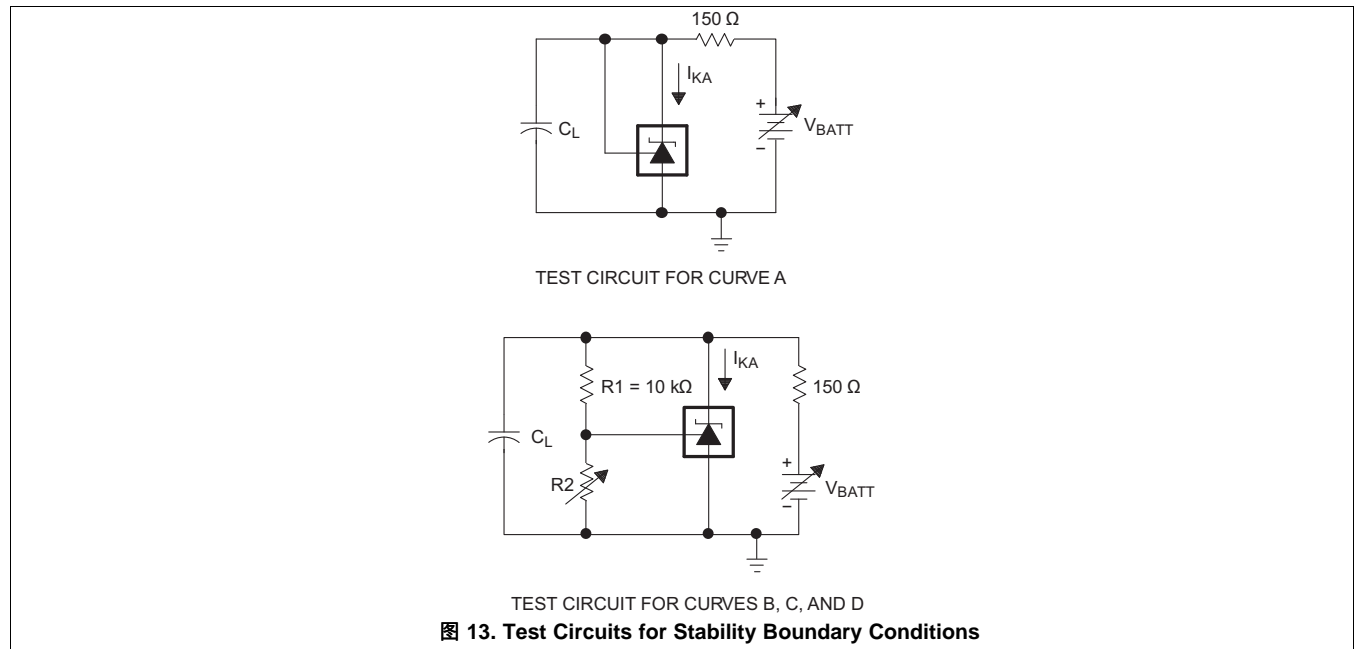 150 Ω
I_KA
+
C_L
V_BATT
−
TEST CIRCUIT FOR CURVE A
I_KA
R1 = 10 kΩ
150 Ω
C_L
+
R2
V_BATT
−
TEST CIRCUIT FOR CURVES B, C, AND D
图 13. Test Circuits for Stability Boundary Conditions